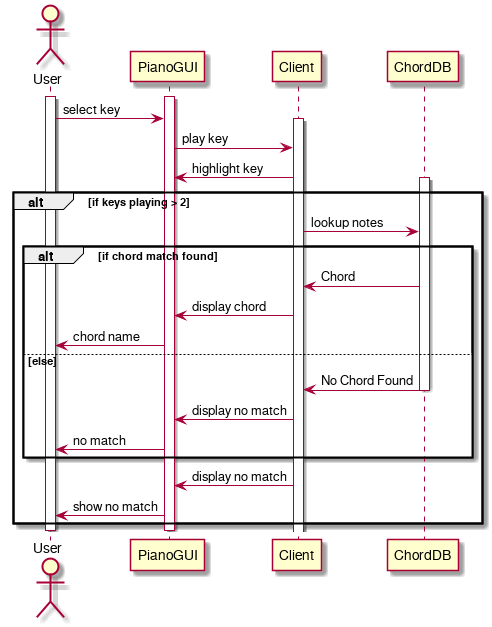 User
PianoGUI
Client
ChordDB
select key
play key
highlight key
alt [if keys playing > 2]
lookup notes
alt [if chord match found]
Chord
display chord
chord name
[else]
No Chord Found
display no match
no match
display no match
show no match
User
PianoGUI
Client
ChordDB